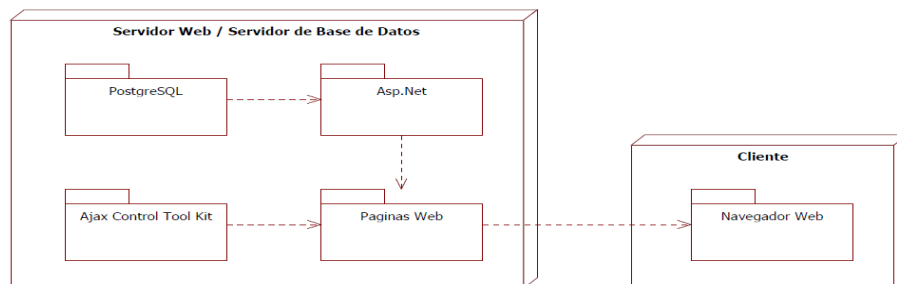 Servidor Web / Servidor de Base de Datos
PostgreSQL
Asp.Net
Cliente
Ajax Control Tool Kit
Paginas Web
Navegador Web